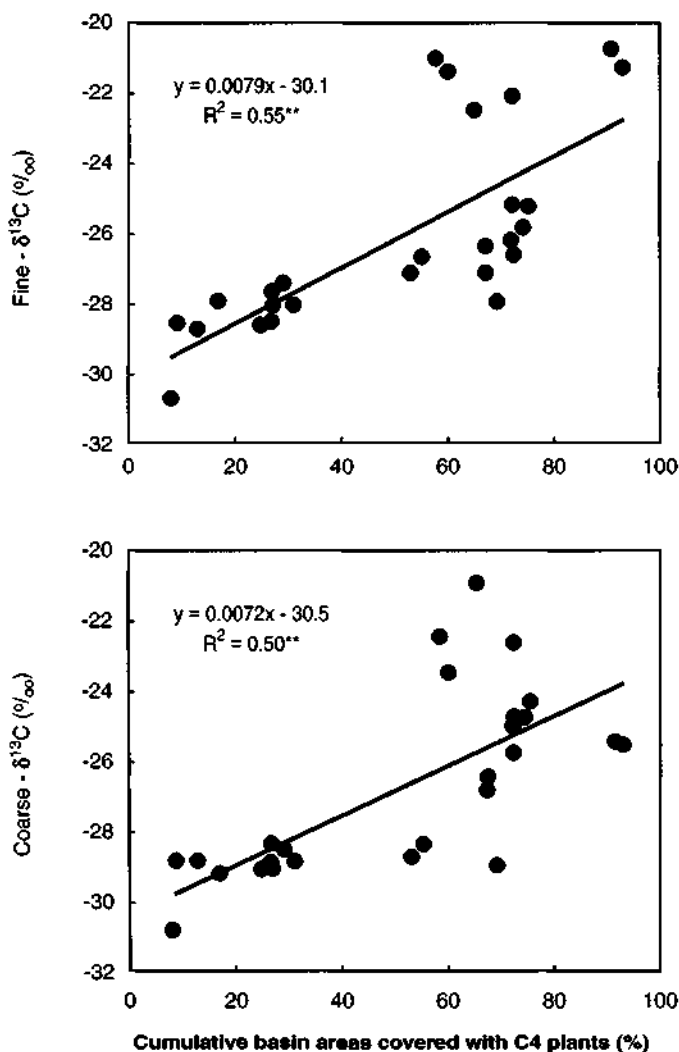 -20
-22
-24
-26
-28
-30
-32
Fine - δ¹³C (‰)
y = 0.0079x - 30.1
R² = 0.55**
0 20 40 60 80 100
-20
-22
-24
-26
-28
-30
-32
Coarse - δ¹³C (‰)
y = 0.0072x - 30.5
R² = 0.50**
0 20 40 60 80 100
Cumulative basin areas covered with C4 plants (%)